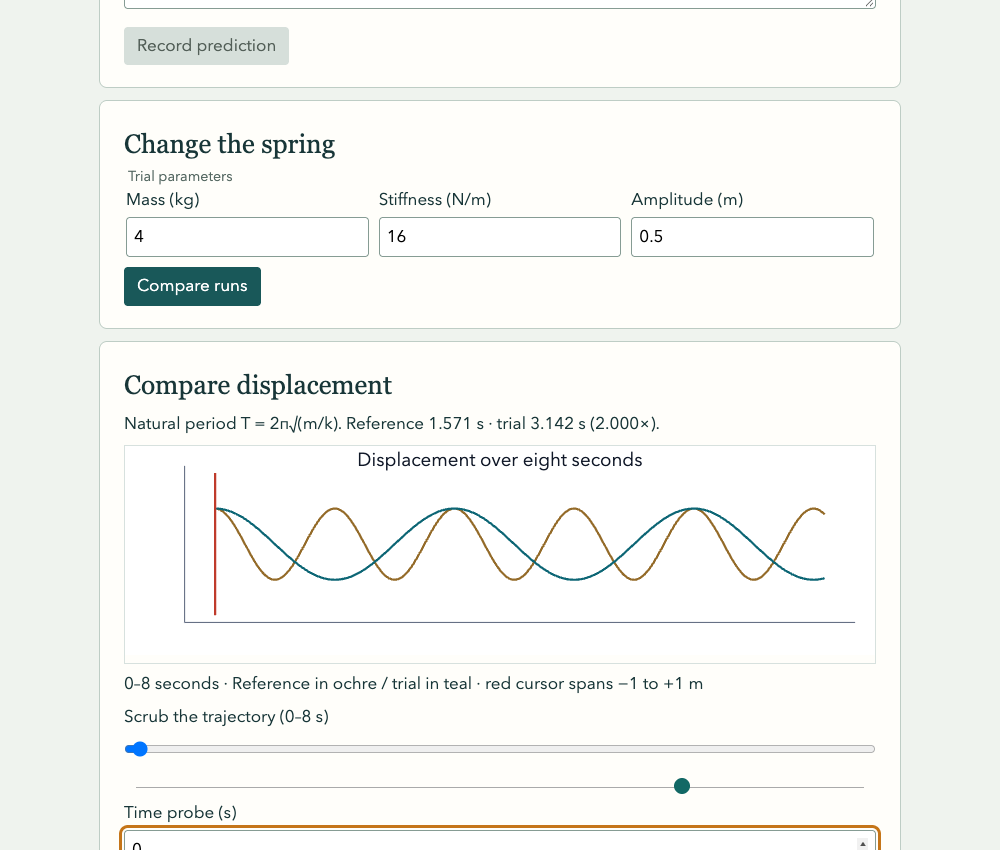 Record prediction
Change the spring
Trial parameters
Mass (kg) Stiffness (N/m) Amplitude (m)
4 16 0.5
Compare runs
Compare displacement
Natural period T = 2π√(m/k). Reference 1.571 s · trial 3.142 s (2.000×).
Displacement over eight seconds
0–8 seconds · Reference in ochre / trial in teal · red cursor spans −1 to +1 m
Scrub the trajectory (0–8 s)
Time probe (s)
0